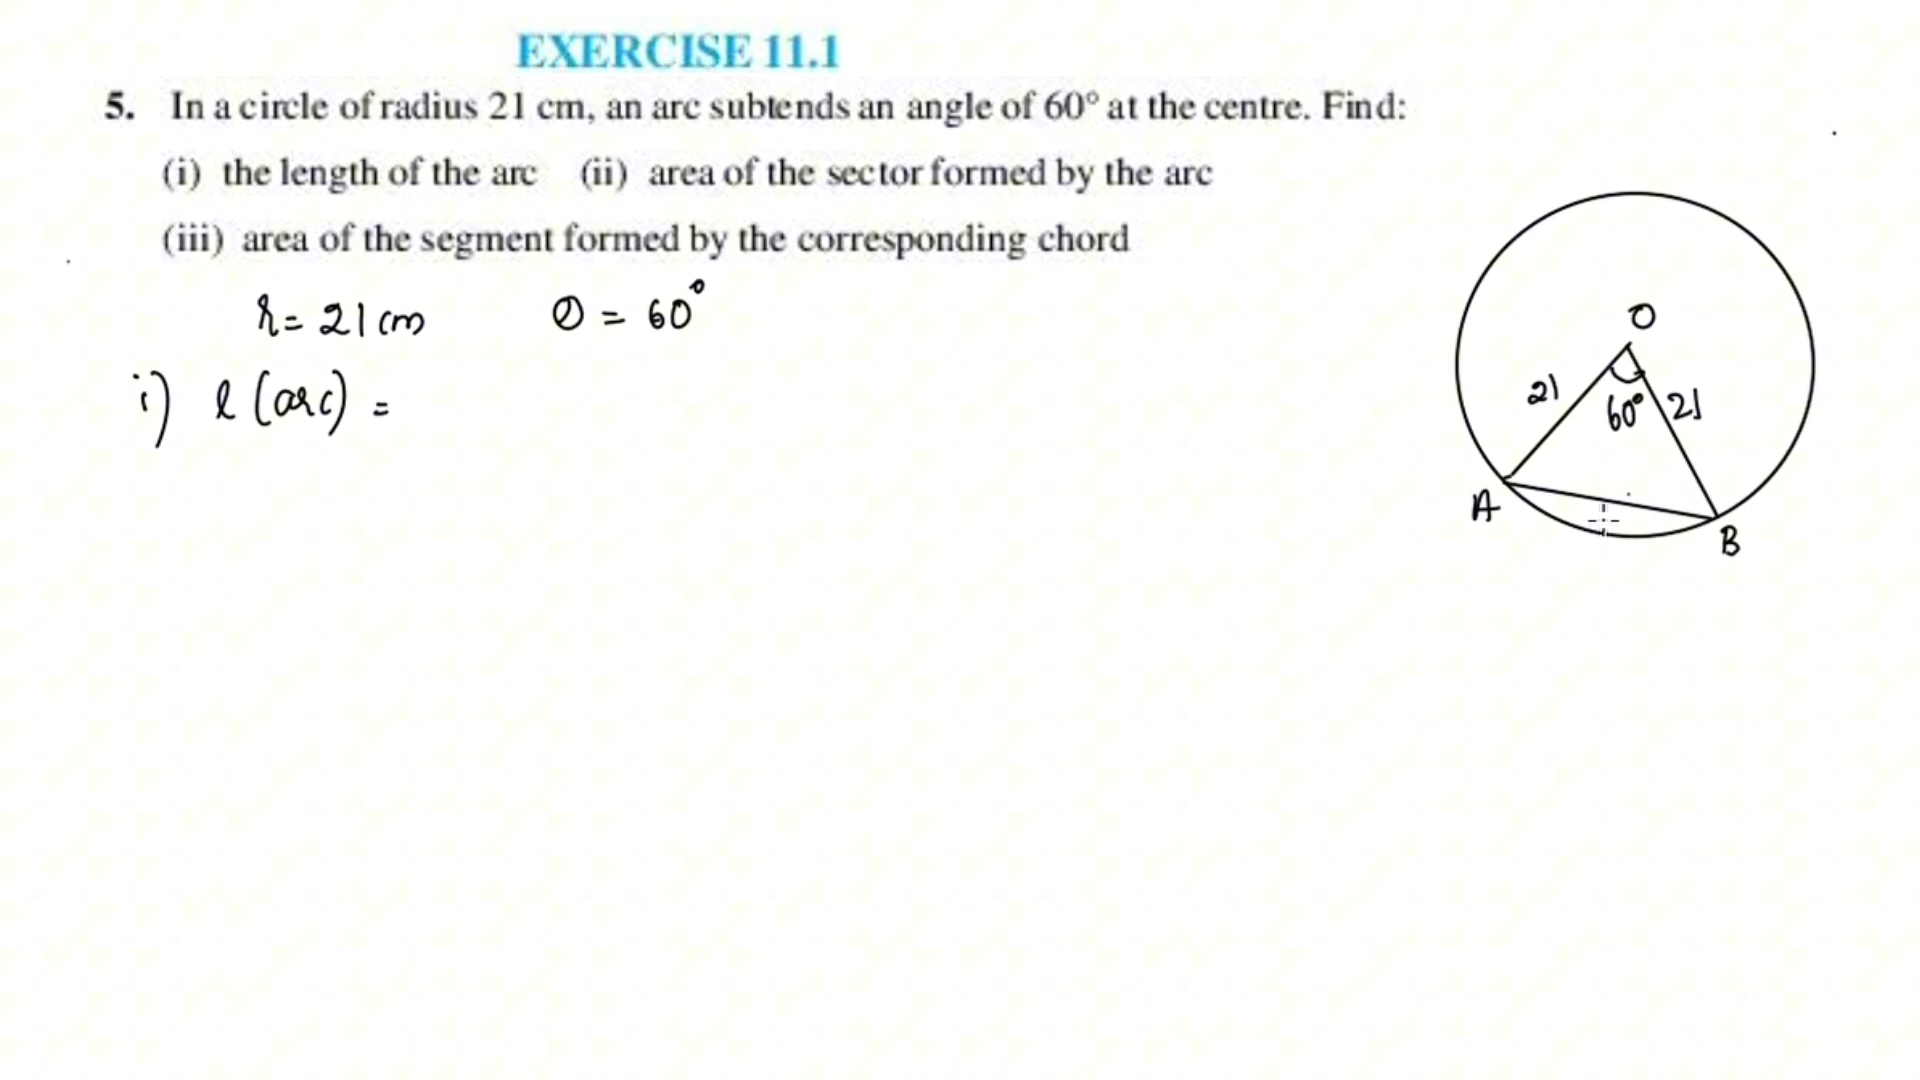 EXERCISE 11.1
5. In a circle of radius 21 cm, an arc subtends an angle of 60° at the centre. Find:
(i) the length of the arc (ii) area of the sector formed by the arc
(iii) area of the segment formed by the corresponding chord
r = 21 cm θ = 60°
i) l (arc) =
O
21
60°
21
A
B